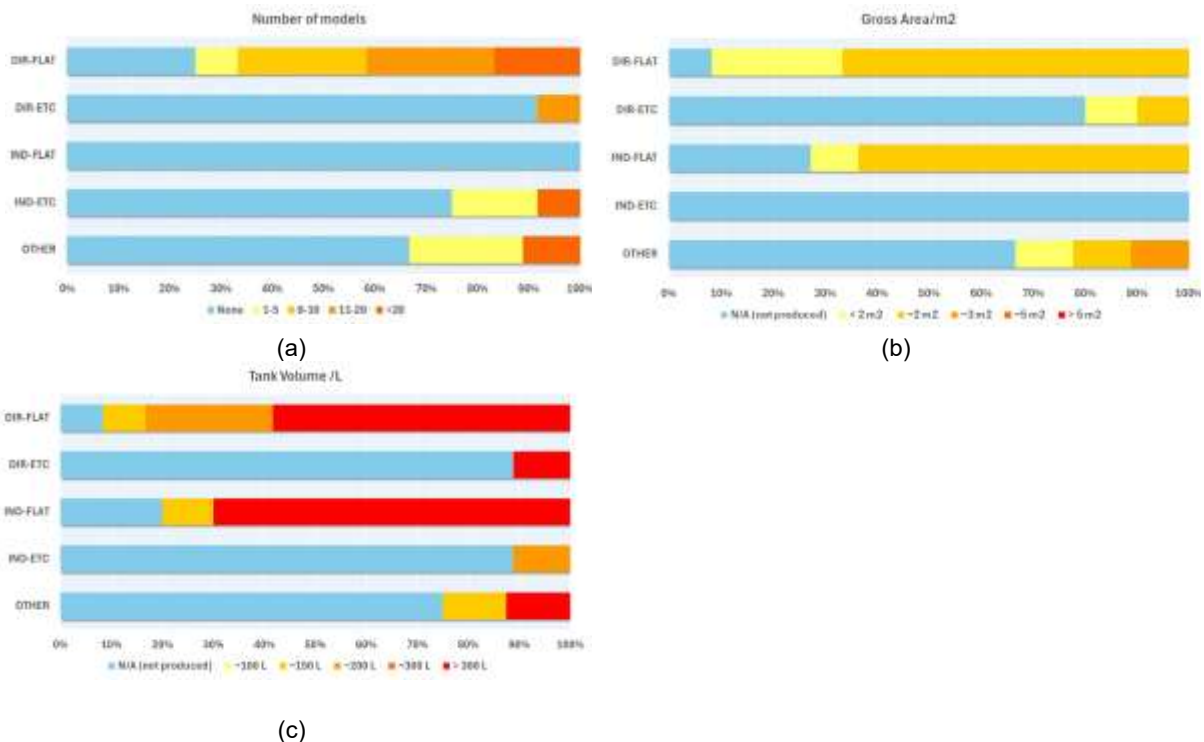 Number of models
DIR-FLAT
DIR-ETC
IND-FLAT
IND-ETC
OTHER
0% 10% 20% 30% 40% 50% 60% 70% 80% 90% 100%
None 1-5 6-10 11-20 <20
(a)
Gross Area/m2
DIR-FLAT
DIR-ETC
IND-FLAT
IND-ETC
OTHER
0% 10% 20% 30% 40% 50% 60% 70% 80% 90% 100%
N/A (not produced) < 2 m2 ~2 m2 ~3 m2 ~5 m2 > 5 m2
(b)
Tank Volume /L
DIR-FLAT
DIR-ETC
IND-FLAT
IND-ETC
OTHER
0% 10% 20% 30% 40% 50% 60% 70% 80% 90% 100%
N/A (not produced) ~100 L ~150 L ~200 L ~300 L > 300 L
(c)